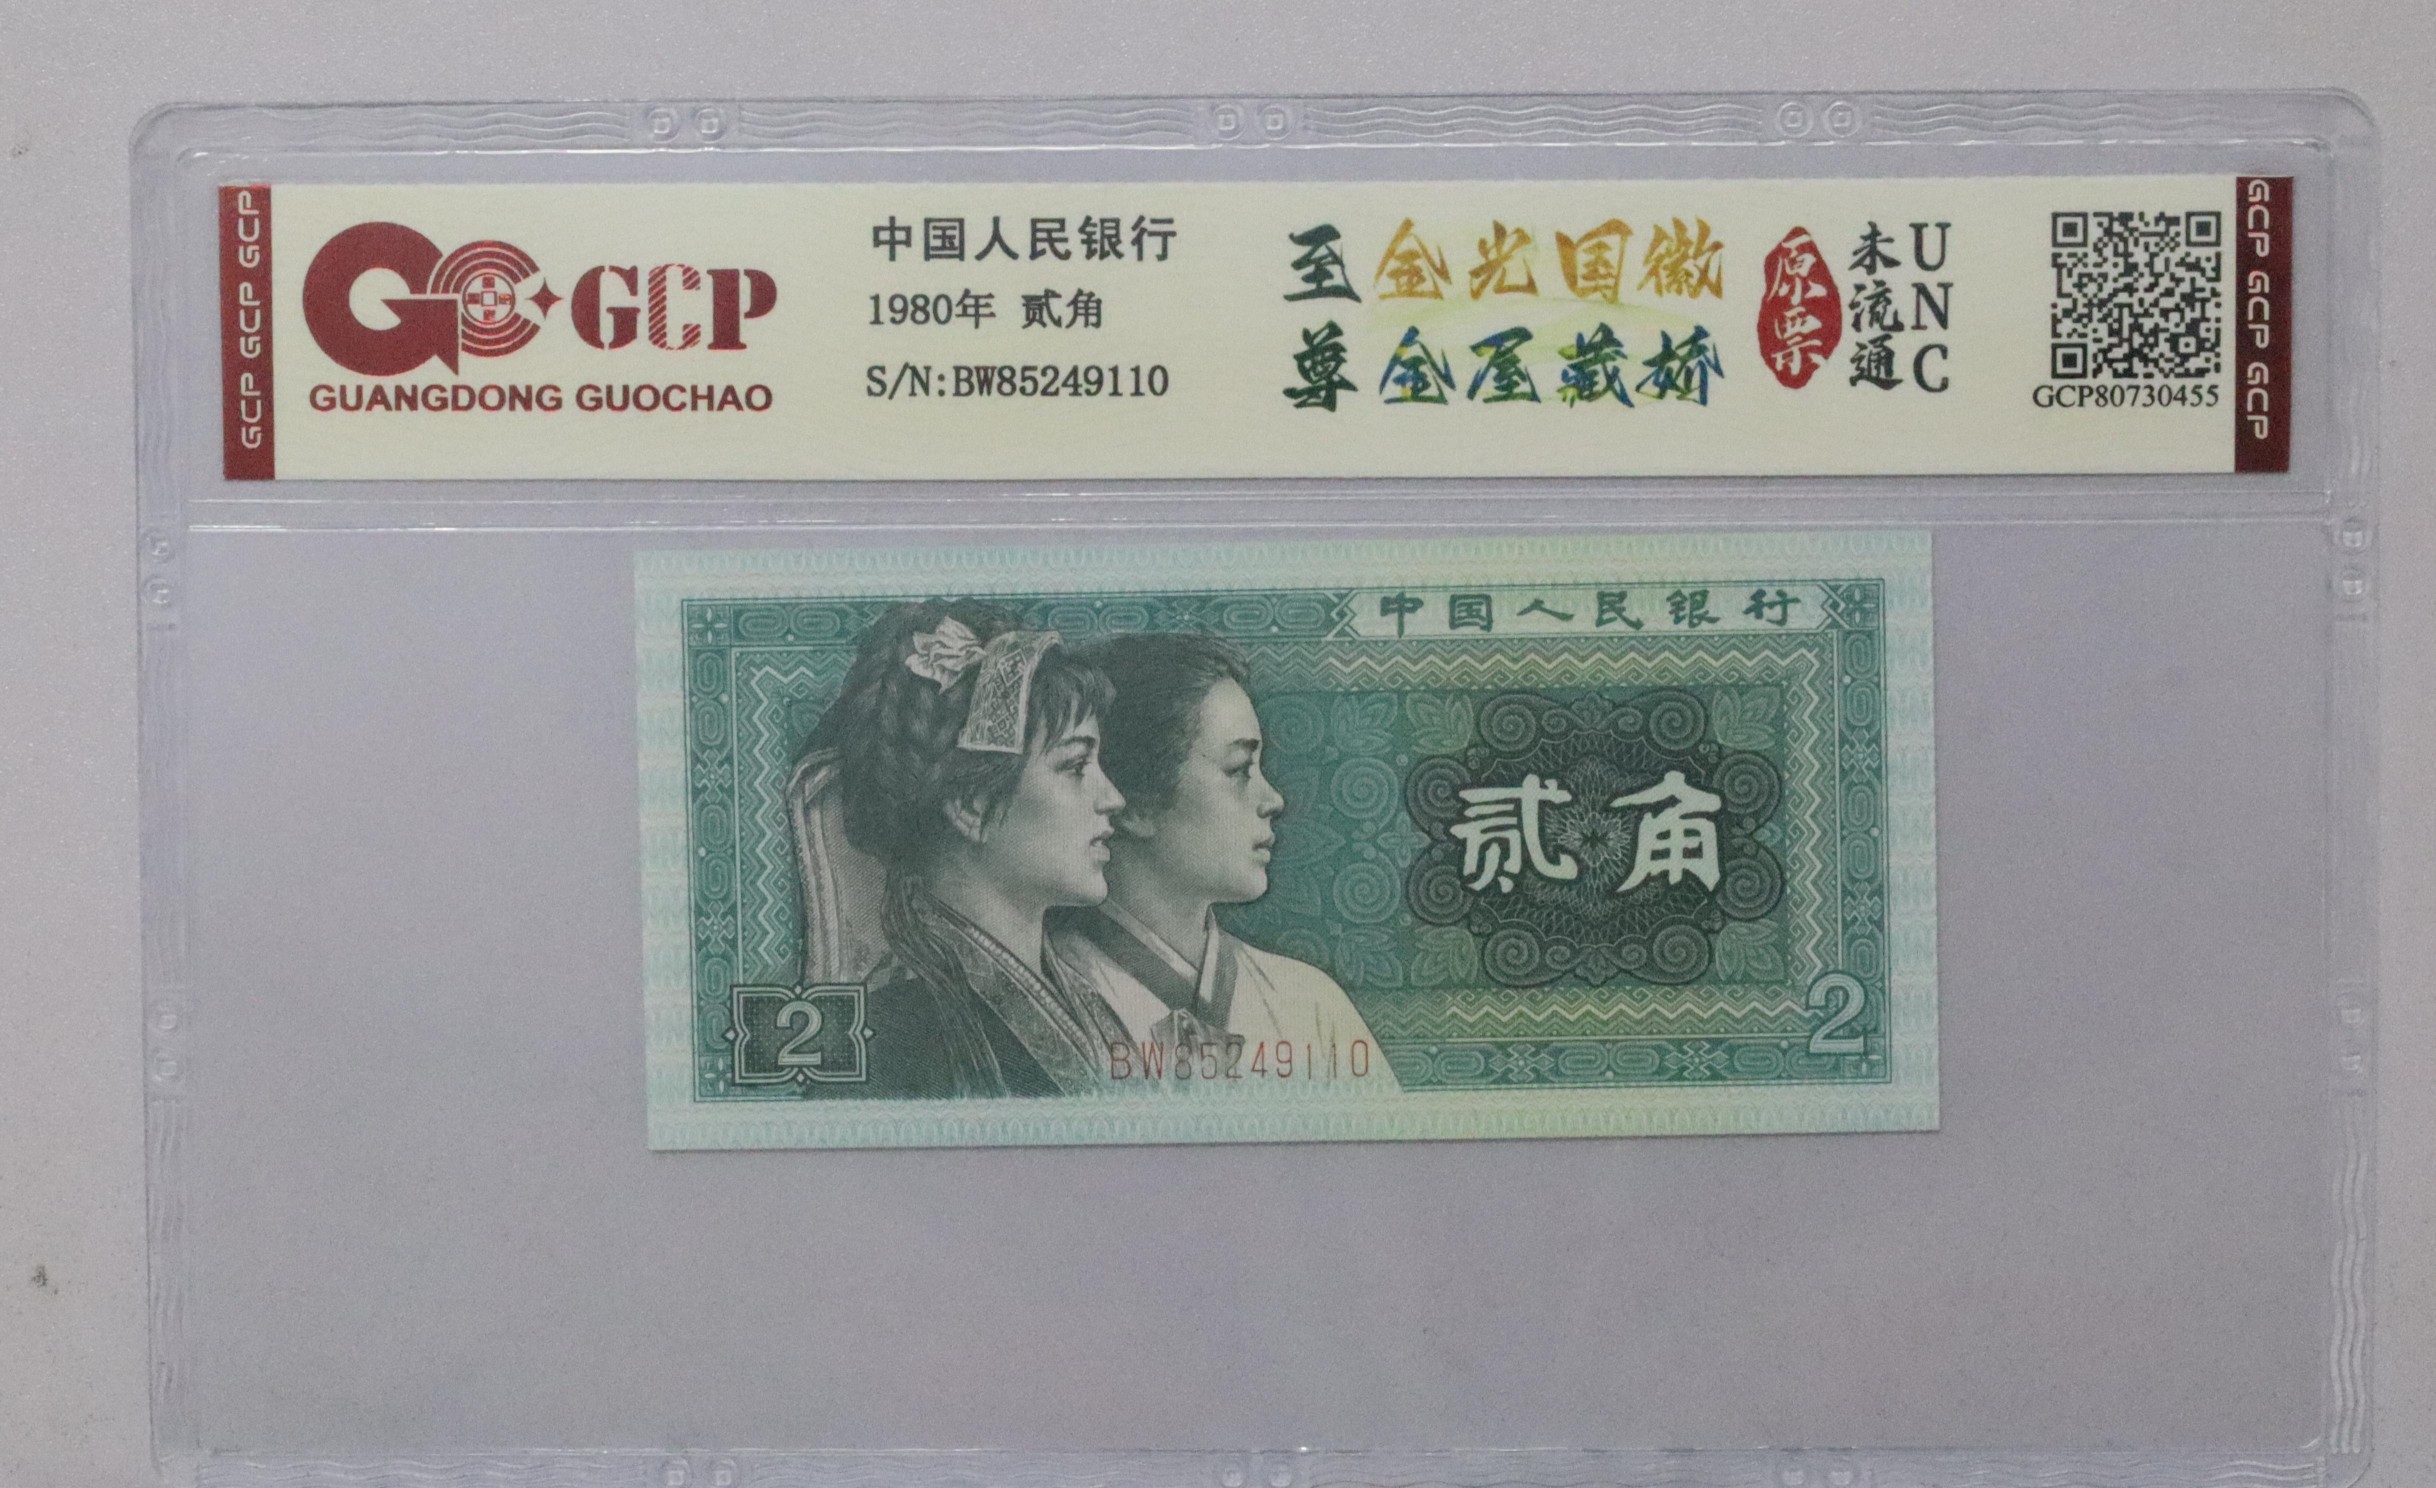 GCP GCP GCP
GCP
GUANGDONG GUOCHAO
中国人民银行
1980年 贰角
S/N:BW85249110
至尊
金光国徽
金屋藏娇
原票
未流通
UNC
GCP80730455
GCP GCP GCP
中国人民银行
贰角
2
2
BW85249110